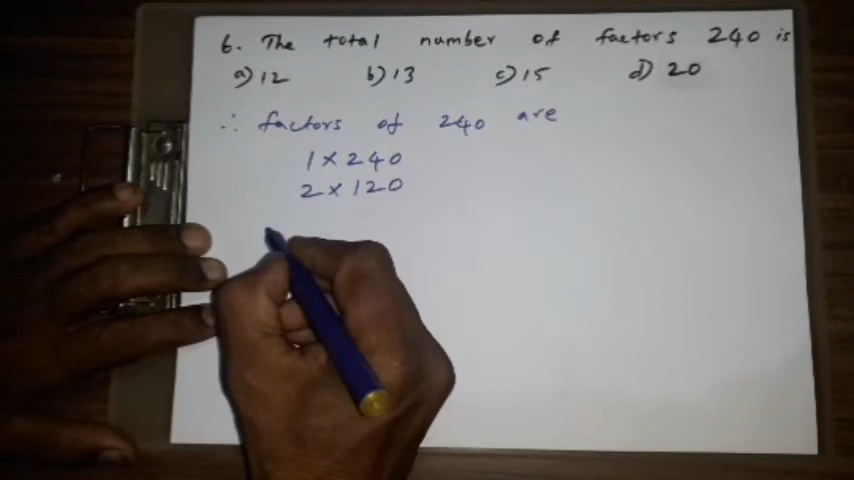 6. The total number of factors 240 is
a) 12 b) 13 c) 15 d) 20
∴ factors of 240 are
1 × 240
2 × 120